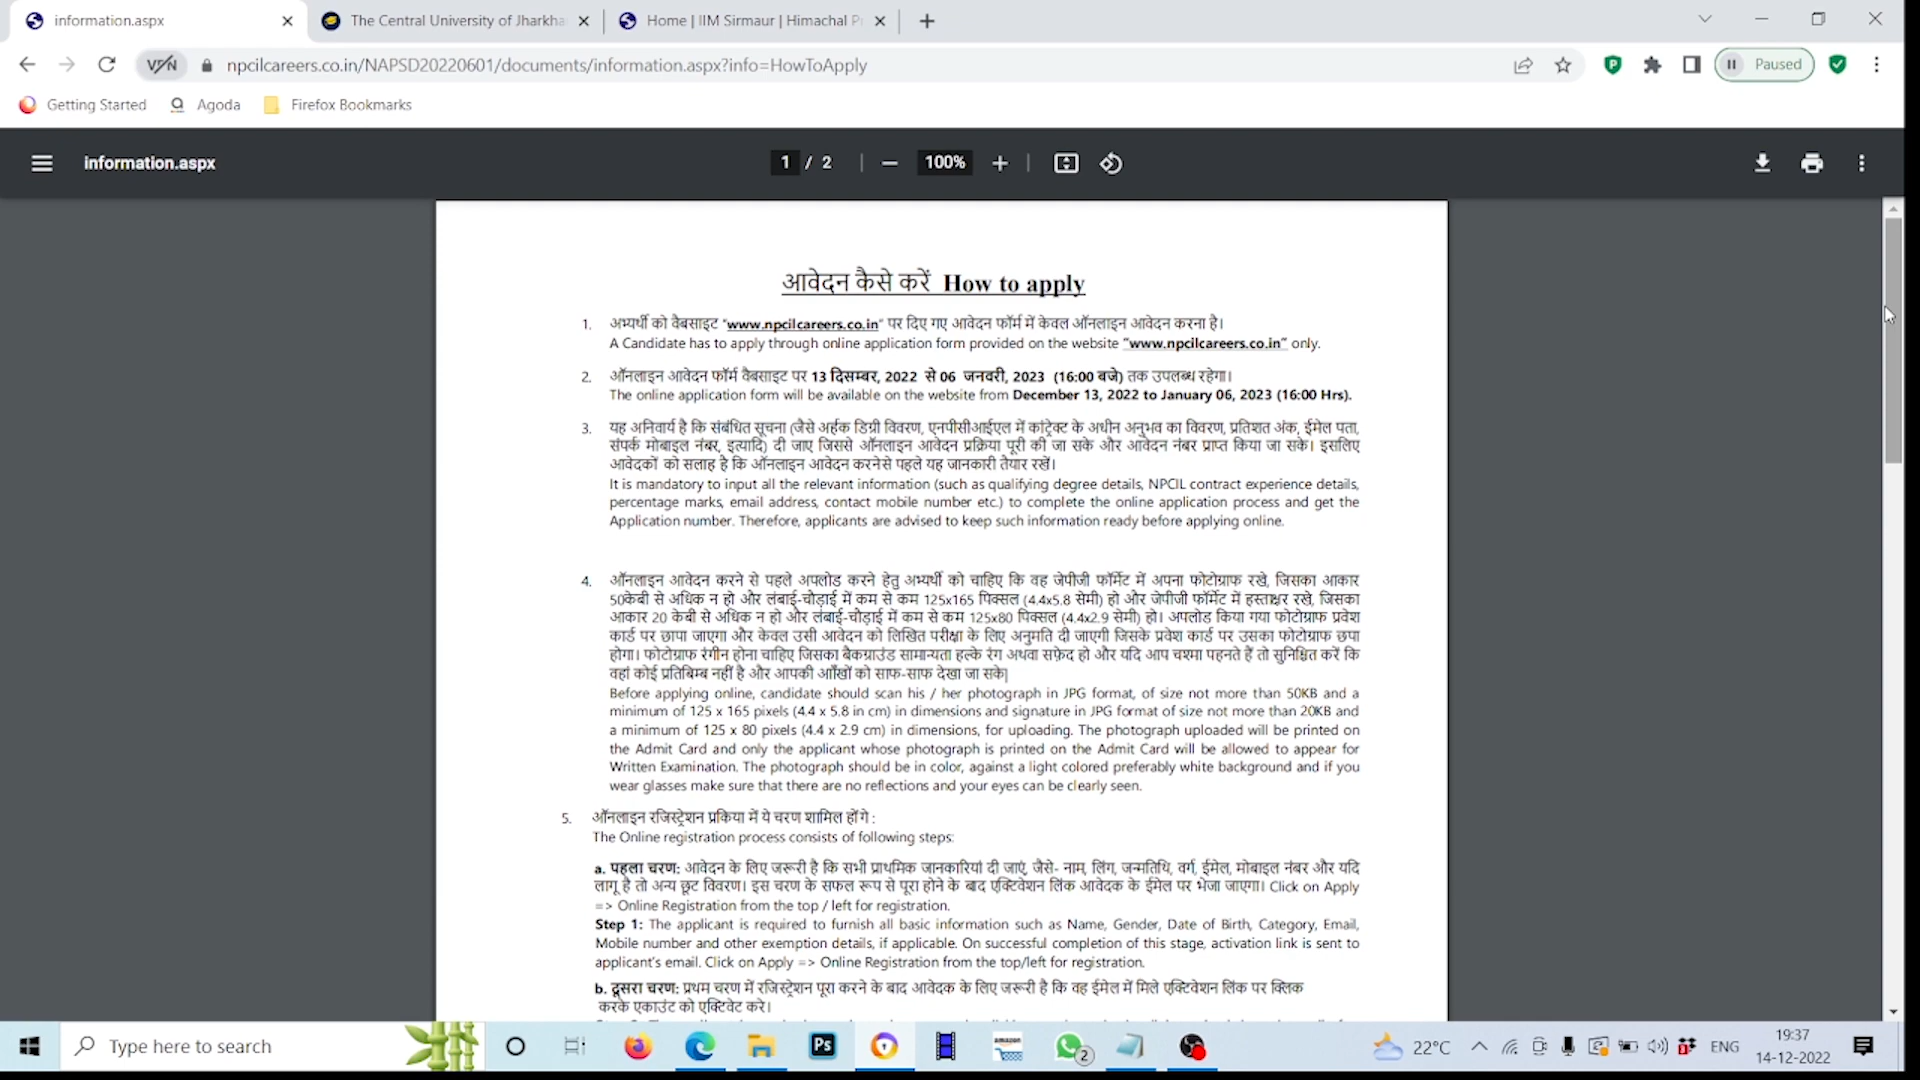 information.aspx
The Central University of Jharkha
Home | IIM Sirmaur | Himachal P
VPN
npcilcareers.co.in/NAPSD20220601/documents/information.aspx?info=HowToApply
Paused
Getting Started
Agoda
Firefox Bookmarks
information.aspx
1 / 2
100%
आवेदन कैसे करें How to apply
1. अभ्यर्थी को वैबसाइट "www.npcilcareers.co.in" पर दिए गए आवेदन फॉर्म में केवल ऑनलाइन आवेदन करना है।
A Candidate has to apply through online application form provided on the website "www.npcilcareers.co.in" only.
2. ऑनलाइन आवेदन फॉर्म वैबसाइट पर 13 दिसम्बर, 2022 से 06 जनवरी, 2023 (16:00 बजे) तक उपलब्ध रहेगा।
The online application form will be available on the website from December 13, 2022 to January 06, 2023 (16:00 Hrs).
3. यह अनिवार्य है कि संबंधित सूचना (जैसे अर्हक डिग्री विवरण, एनपीसीआईएल में कांट्रेक्ट के अधीन अनुभव का विवरण, प्रतिशत अंक, ईमेल पता,
संपर्क मोबाइल नंबर, इत्यादि) दी जाए जिससे ऑनलाइन आवेदन प्रक्रिया पूरी की जा सके और आवेदन नंबर प्राप्त किया जा सके। इसलिए
आवेदकों को सलाह है कि ऑनलाइन आवेदन करनेसे पहले यह जानकारी तैयार रखें।
It is mandatory to input all the relevant information (such as qualifying degree details, NPCIL contract experience details,
percentage marks, email address, contact mobile number etc.) to complete the online application process and get the
Application number. Therefore, applicants are advised to keep such information ready before applying online.
4. ऑनलाइन आवेदन करने से पहले अपलोड करने हेतु अभ्यर्थी को चाहिए कि वह जेपीजी फॉर्मेट में अपना फोटोग्राफ रखे, जिसका आकार
50केबी से अधिक न हो और लंबाई-चौड़ाई में कम से कम 125x165 पिक्सल (4.4x5.8 सेमी) हो और जेपीजी फॉर्मेट में हस्ताक्षर रखे, जिसका
आकार 20 केबी से अधिक न हो और लंबाई-चौड़ाई में कम से कम 125x80 पिक्सल (4.4x2.9 सेमी) हो। अपलोड किया गया फोटोग्राफ प्रवेश
कार्ड पर छापा जाएगा और केवल उसी आवेदन को लिखित परीक्षा के लिए अनुमति दी जाएगी जिसके प्रवेश कार्ड पर उसका फोटोग्राफ छपा
होगा। फोटोग्राफ रंगीन होना चाहिए जिसका बैकग्राउंड सामान्यता हल्के रंग अथवा सफ़ेद हो और यदि आप चश्मा पहनते हैं तो सुनिश्चित करें कि
वहां कोई प्रतिबिम्ब नहीं है और आपकी आँखों को साफ-साफ देखा जा सके|
Before applying online, candidate should scan his / her photograph in JPG format, of size not more than 50KB and a
minimum of 125 x 165 pixels (4.4 x 5.8 in cm) in dimensions and signature in JPG format of size not more than 20KB and
a minimum of 125 x 80 pixels (4.4 x 2.9 cm) in dimensions, for uploading. The photograph uploaded will be printed on
the Admit Card and only the applicant whose photograph is printed on the Admit Card will be allowed to appear for
Written Examination. The photograph should be in color, against a light colored preferably white background and if you
wear glasses make sure that there are no reflections and your eyes can be clearly seen.
5. ऑनलाइन रजिस्ट्रेशन प्रकिया में ये चरण शामिल होंगे :
The Online registration process consists of following steps:
a. पहला चरण: आवेदन के लिए जरूरी है कि सभी प्राथमिक जानकारियां दी जाएं, जैसे- नाम, लिंग, जन्मतिथि, वर्ग, ईमेल, मोबाइल नंबर और यदि
लागू है तो अन्य छूट विवरण। इस चरण के सफल रूप से पूरा होने के बाद एक्टिवेशन लिंक आवेदक के ईमेल पर भेजा जाएगा। Click on Apply
=> Online Registration from the top / left for registration.
Step 1: The applicant is required to furnish all basic information such as Name, Gender, Date of Birth, Category, Email,
Mobile number and other exemption details, if applicable. On successful completion of this stage, activation link is sent to
applicant's email. Click on Apply => Online Registration from the top/left for registration.
b. दूसरा चरण: प्रथम चरण में रजिस्ट्रेशन पूरा करने के बाद आवेदक के लिए जरूरी है कि वह ईमेल में मिले एक्टिवेशन लिंक पर क्लिक
करके एकाउंट को एक्टिवेट करे।
Type here to search
Ps
amazon
2
22°C
ENG
19:37
14-12-2022